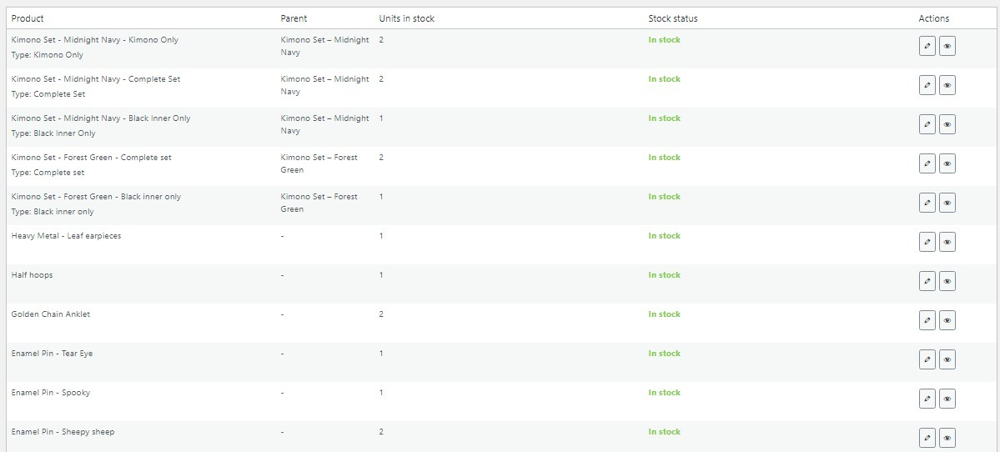 Product Parent Units in stock Stock status Actions
Kimono Set - Midnight Navy - Kimono Only Kimono Set – Midnight 2 In stock
Type: Kimono Only Navy
Kimono Set - Midnight Navy - Complete Set Kimono Set – Midnight 2 In stock
Type: Complete Set Navy
Kimono Set - Midnight Navy - Black Inner Only Kimono Set – Midnight 1 In stock
Type: Black Inner Only Navy
Kimono Set - Forest Green - Complete set Kimono Set – Forest 2 In stock
Type: Complete set Green
Kimono Set - Forest Green - Black inner only Kimono Set – Forest 1 In stock
Type: Black inner only Green
Heavy Metal - Leaf earpieces - 1 In stock
Half hoops - 1 In stock
Golden Chain Anklet - 2 In stock
Enamel Pin - Tear Eye - 1 In stock
Enamel Pin - Spooky - 1 In stock
Enamel Pin - Sheepy sheep - 2 In stock